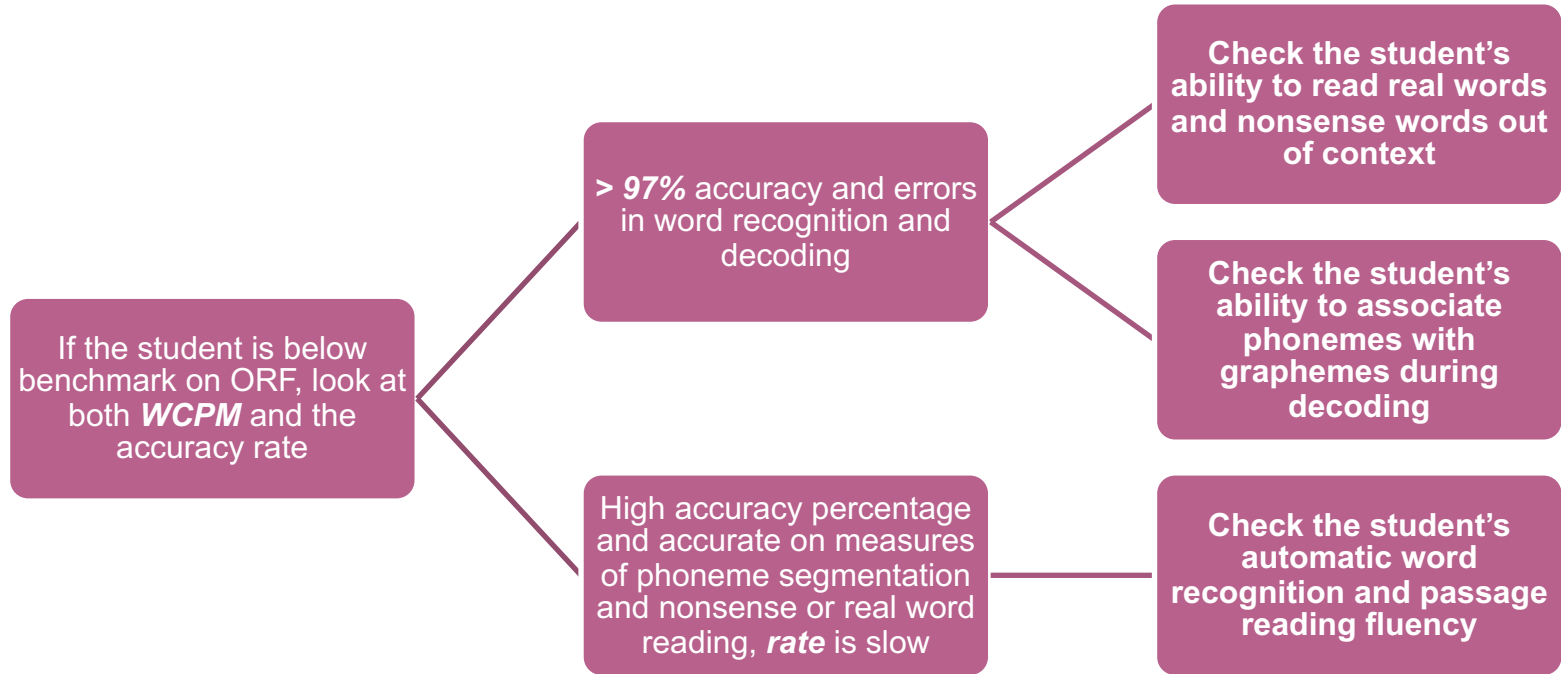 If the student is below
benchmark on ORF, look at
both WCPM and the
accuracy rate
> 97% accuracy and errors
in word recognition and
decoding
Check the student’s
ability to read real words
and nonsense words out
of context
Check the student’s
ability to associate
phonemes with
graphemes during
decoding
High accuracy percentage
and accurate on measures
of phoneme segmentation
and nonsense or real word
reading, rate is slow
Check the student’s
automatic word
recognition and passage
reading fluency